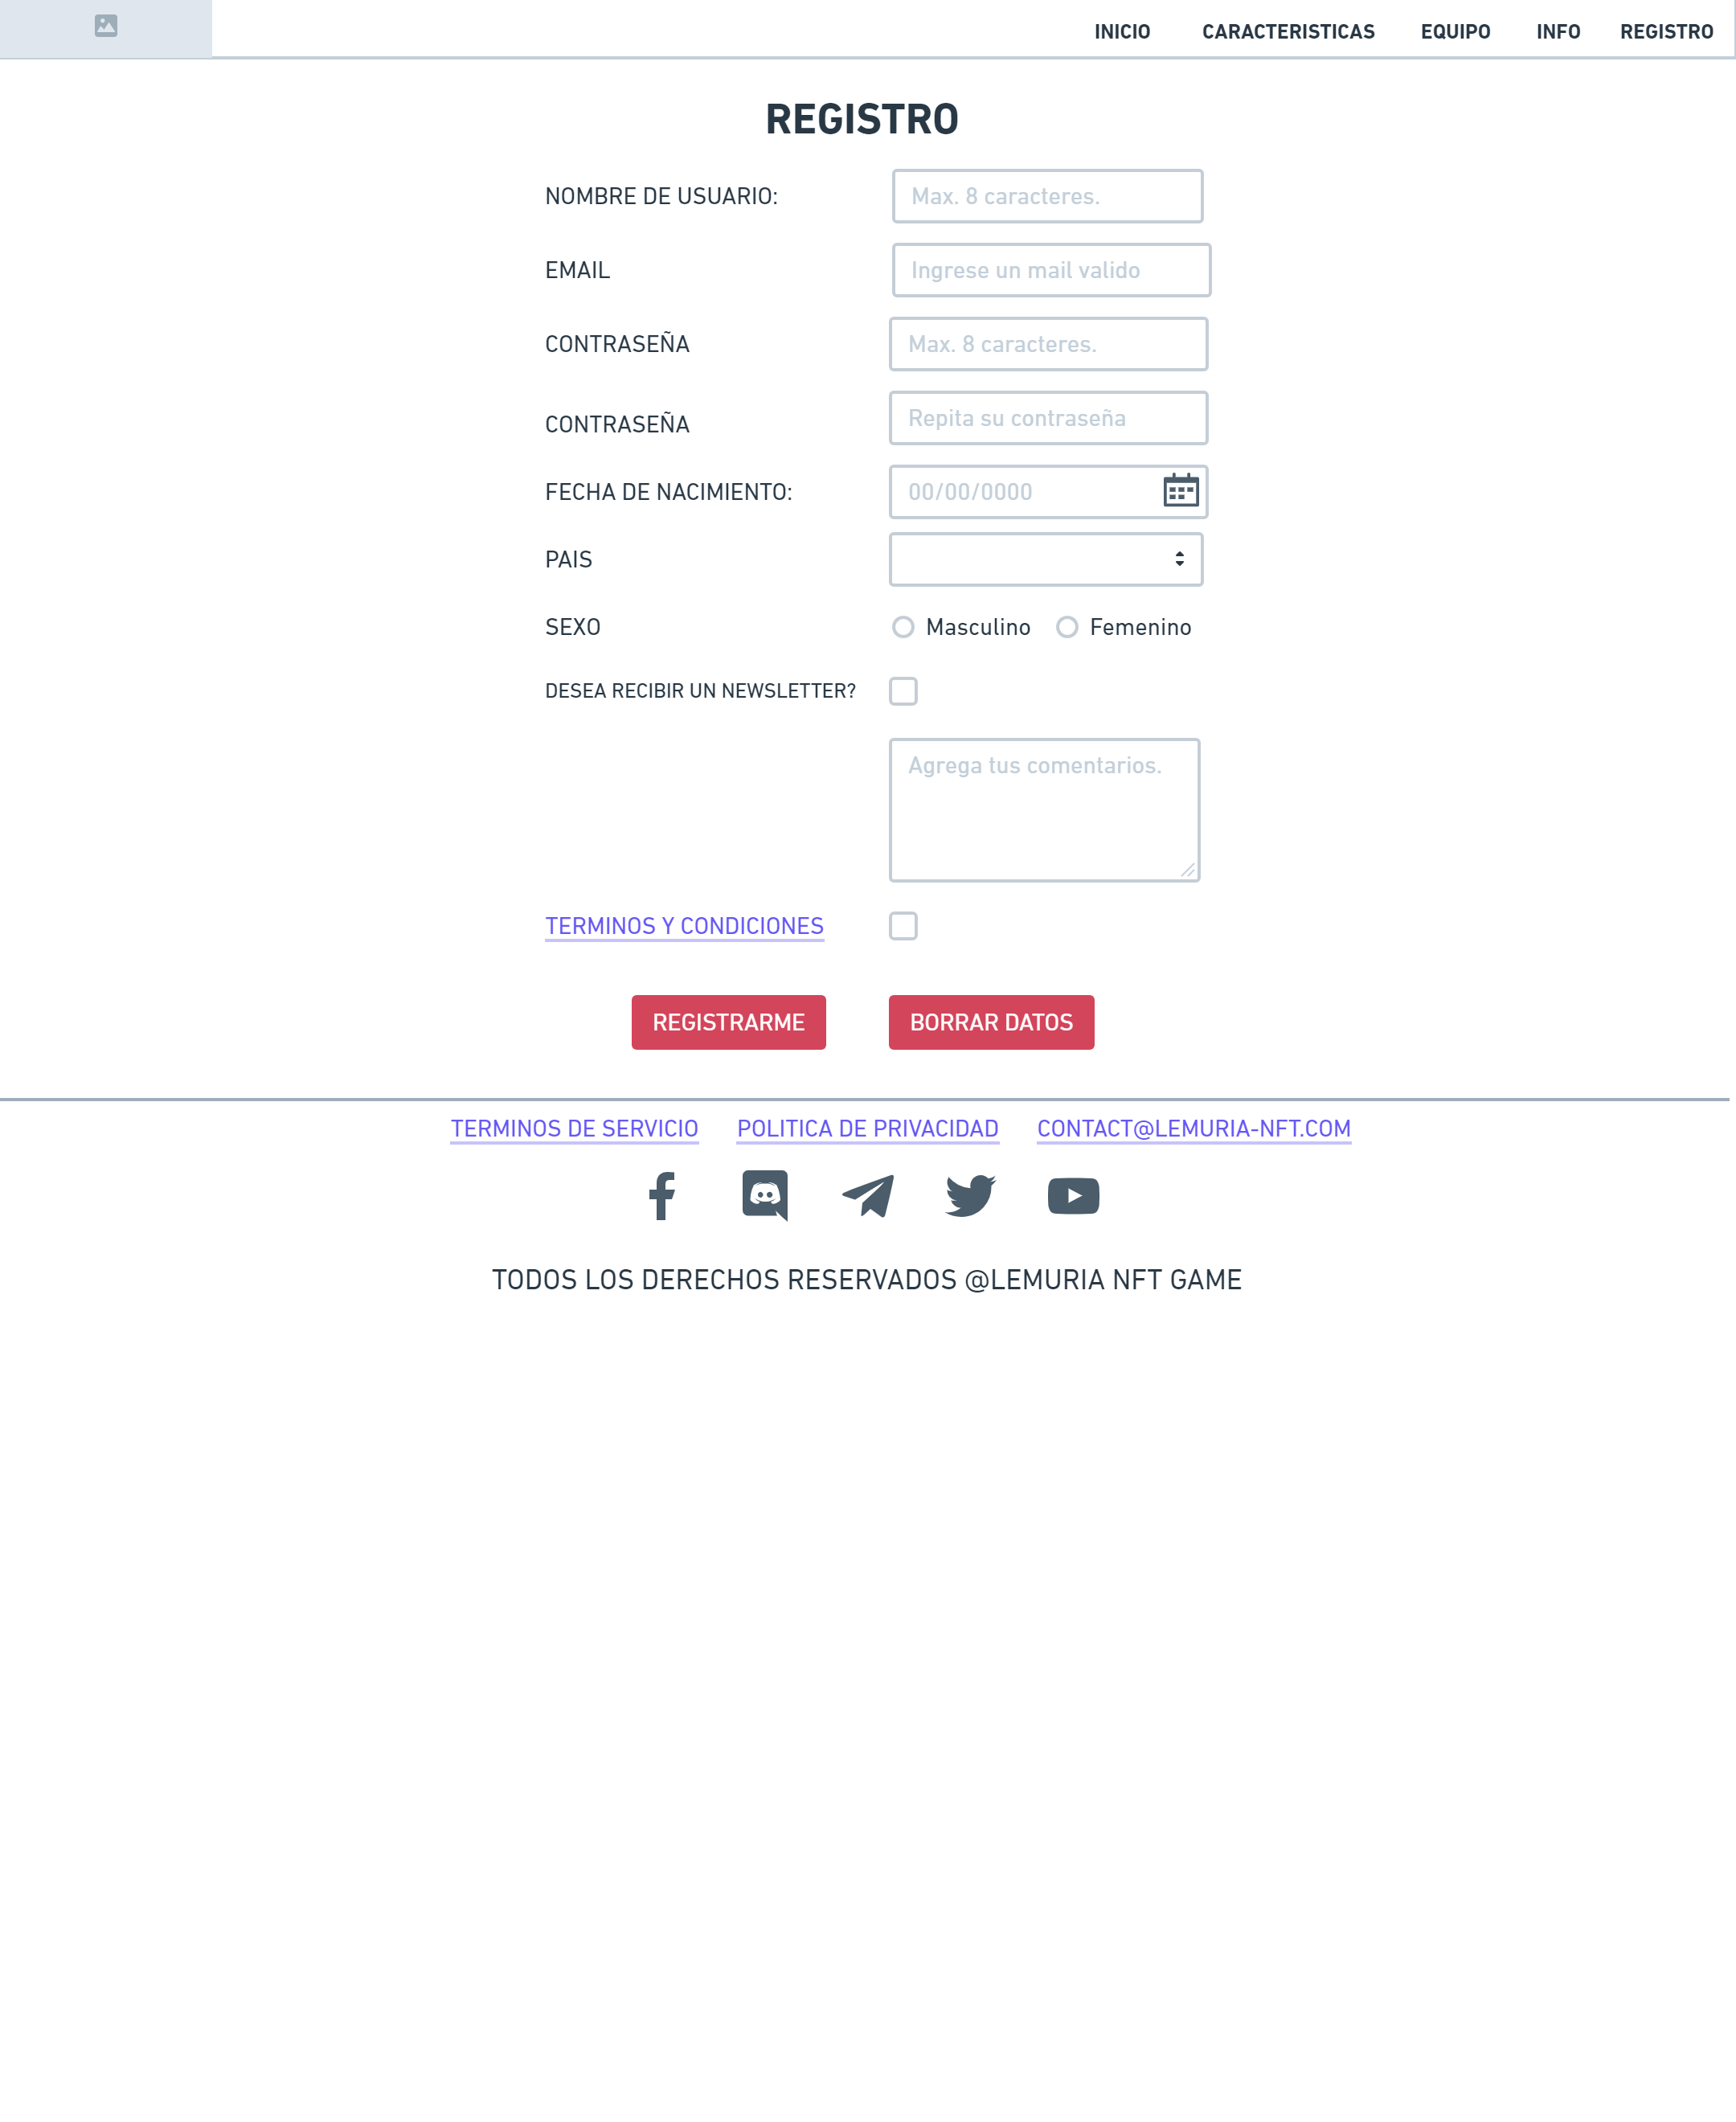 INICIO CARACTERISTICAS EQUIPO INFO REGISTRO
REGISTRO
NOMBRE DE USUARIO: Max. 8 caracteres.
EMAIL Ingrese un mail valido
CONTRASEÑA Max. 8 caracteres.
CONTRASEÑA Repita su contraseña
FECHA DE NACIMIENTO: 00/00/0000
PAIS
SEXO Masculino Femenino
DESEA RECIBIR UN NEWSLETTER?
Agrega tus comentarios.
TERMINOS Y CONDICIONES
REGISTRARME BORRAR DATOS
TERMINOS DE SERVICIO POLITICA DE PRIVACIDAD CONTACT@LEMURIA-NFT.COM
TODOS LOS DERECHOS RESERVADOS @LEMURIA NFT GAME